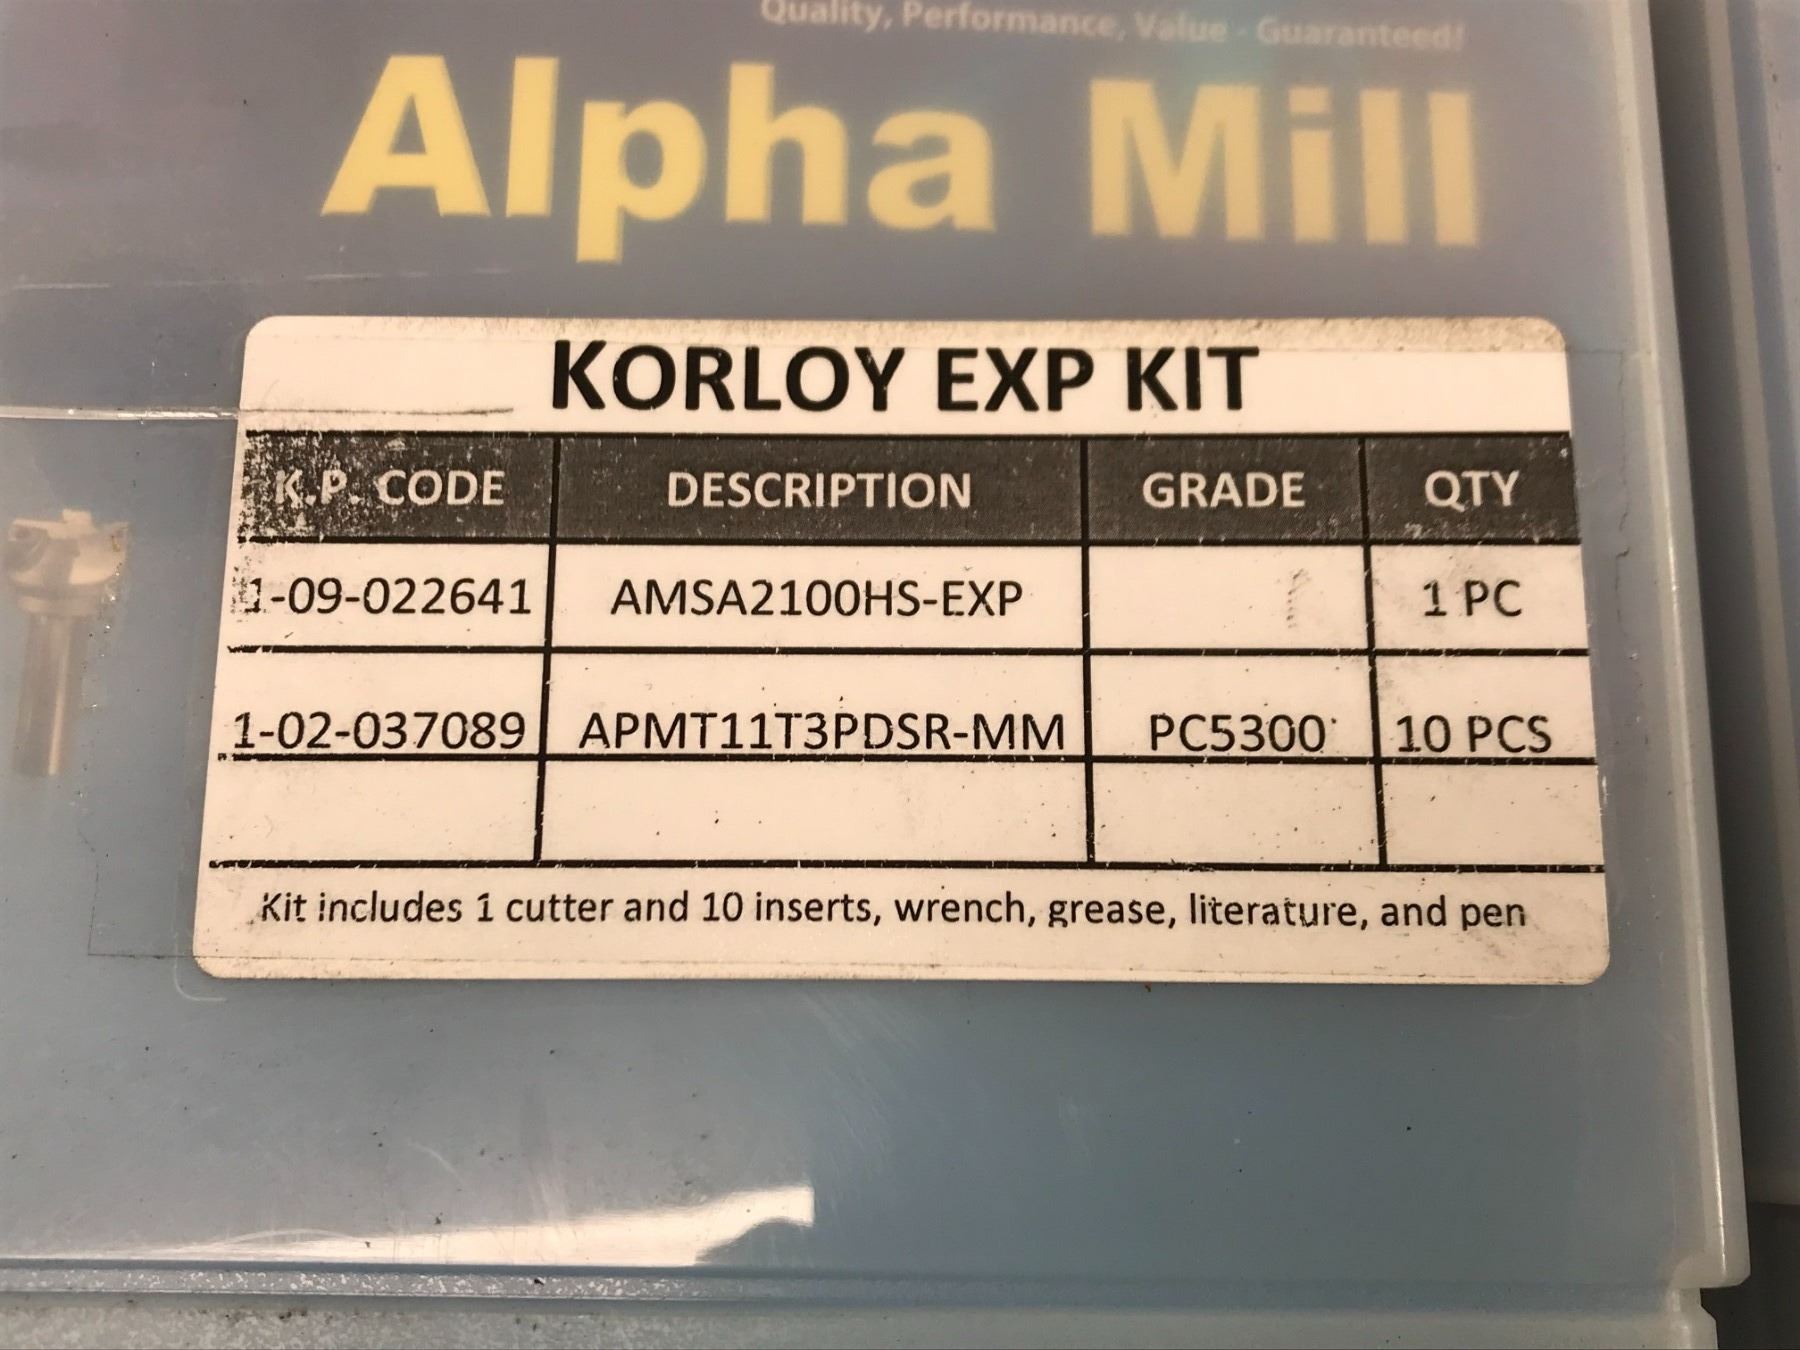 Quality, Performance, Value - Guaranteed!
Alpha Mill
KORLOY EXP KIT
K.P. CODE DESCRIPTION GRADE QTY
1-09-022641 AMSA2100HS-EXP 1 PC
1-02-037089 APMT11T3PDSR-MM PC5300 10 PCS
Kit includes 1 cutter and 10 inserts, wrench, grease, literature, and pen